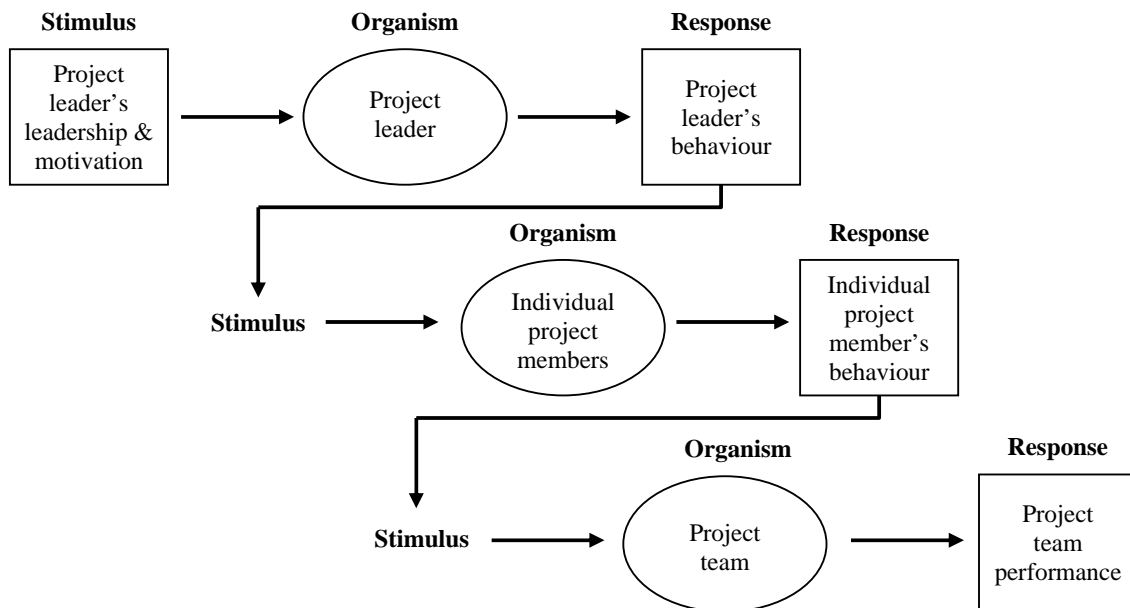 Stimulus
Organism
Response
Project
leader's
leadership &
motivation
Project
leader
Project
leader's
behaviour
Organism
Response
Stimulus
Individual
project
members
Individual
project
member's
behaviour
Organism
Response
Stimulus
Project
team
Project
team
performance